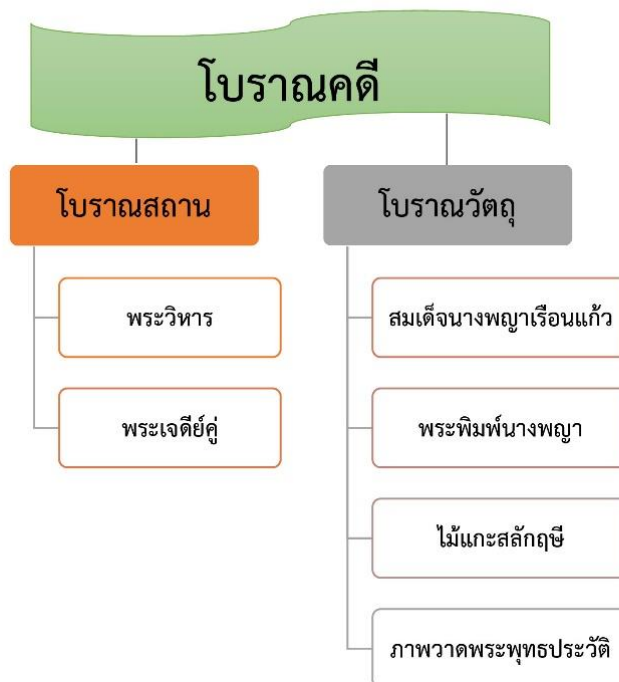 โบราณคดี
โบราณสถาน
พระวิหาร
พระเจดีย์คู่
โบราณวัตถุ
สมเด็จนางพญาเรือนแก้ว
พระพิมพ์นางพญา
ไม้แกะสลักฤษี
ภาพวาดพระพุทธประวัติ